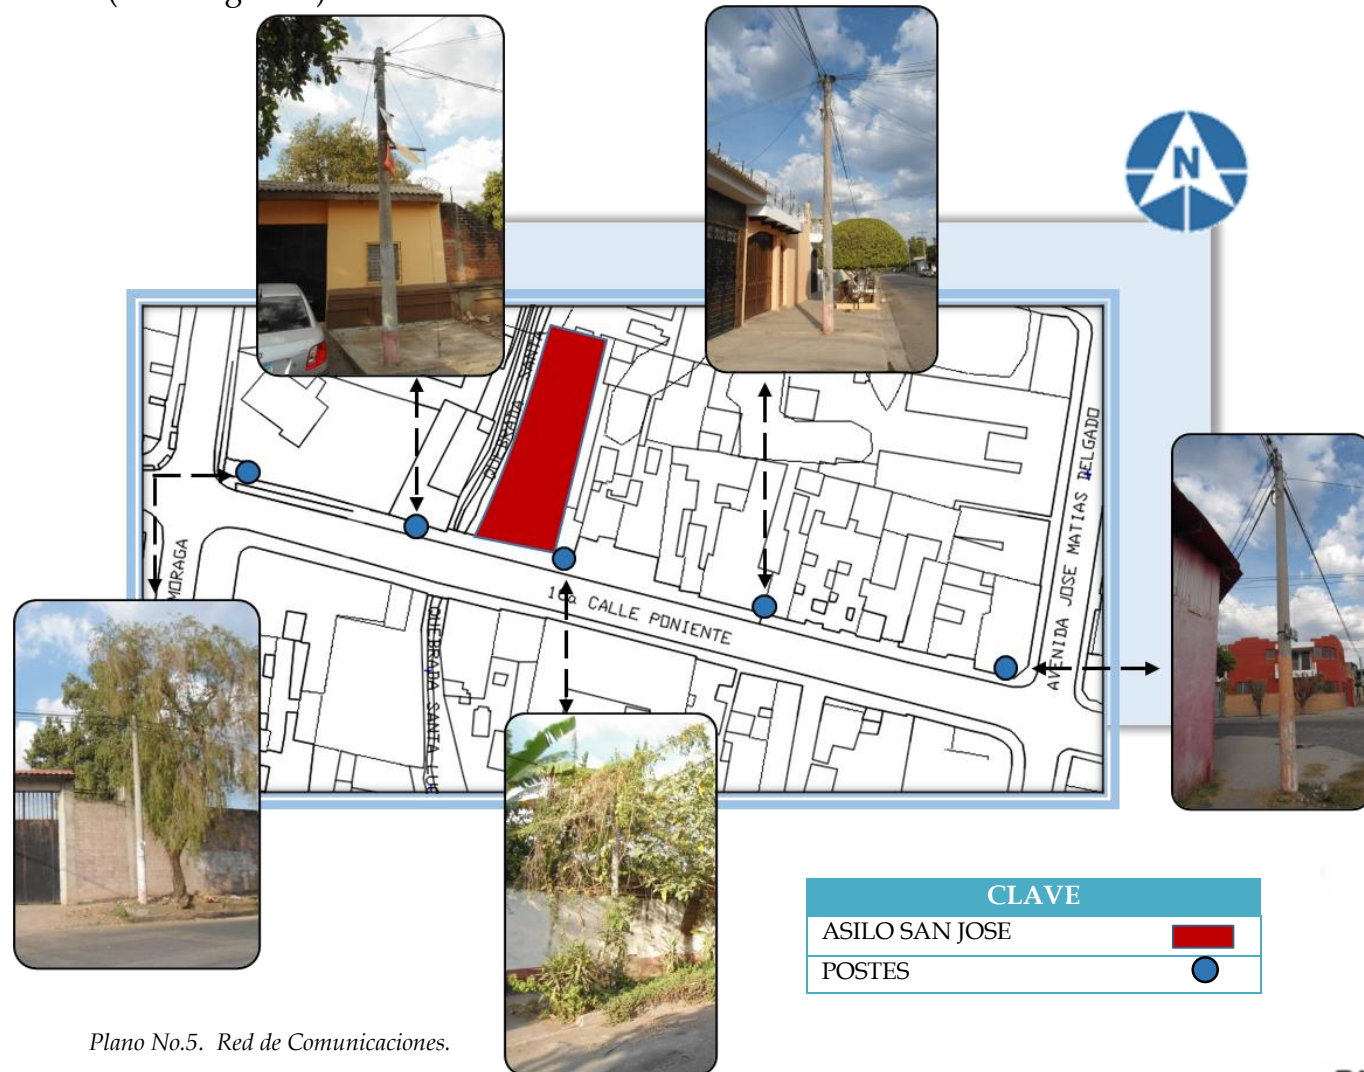 N
QUEBRADA SANTA
AVENIDA JOSE MATIAS DELGADO
MORAGA
10a CALLE PONIENTE
QUEBRADA SANTA LUC
CLAVE
ASILO SAN JOSE
POSTES
Plano No.5. Red de Comunicaciones.